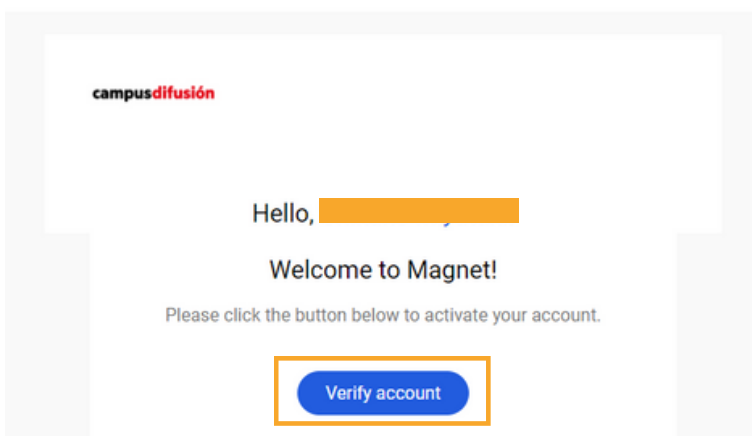 campusdifusión
Hello,
Welcome to Magnet!
Please click the button below to activate your account.
Verify account